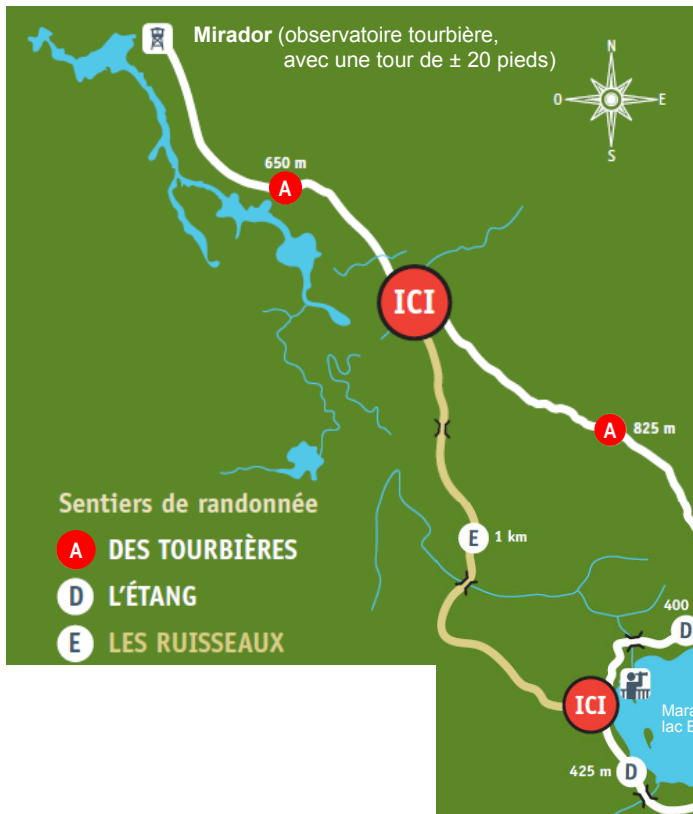 Mirador (observatoire tourbière,
avec une tour de ± 20 pieds)
N
O
E
S
650 m
A
ICI
A
825 m
Sentiers de randonnée
E
1 km
A DES TOURBIÈRES
D L'ÉTANG
400
D
E LES RUISSEAUX
ICI
lac
425 m
D